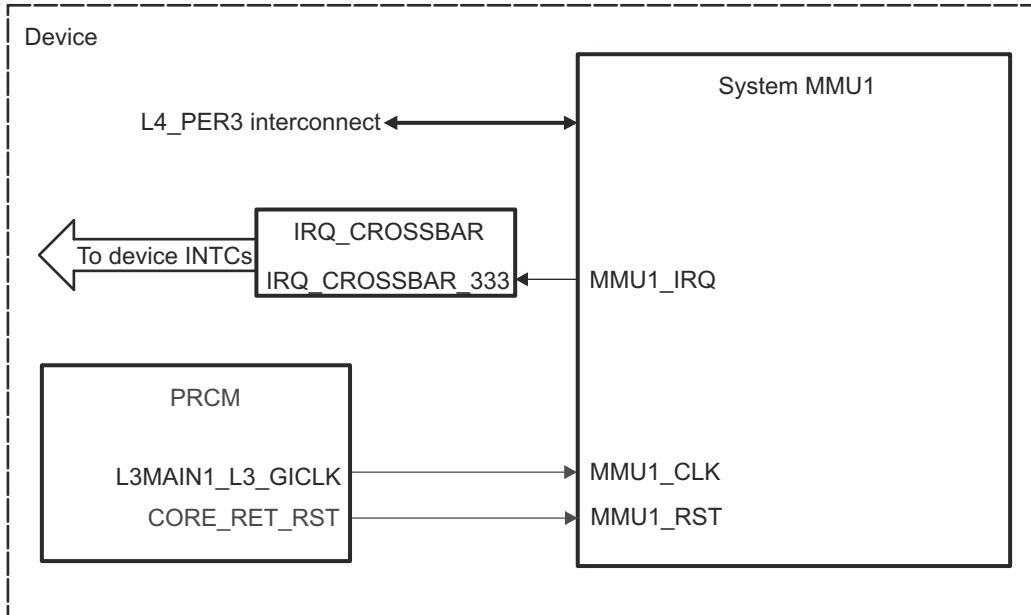 Device
System MMU1
L4_PER3 interconnect
IRQ_CROSSBAR
To device INTCs
IRQ_CROSSBAR_333
MMU1_IRQ
PRCM
L3MAIN1_L3_GICLK
MMU1_CLK
CORE_RET_RST
MMU1_RST